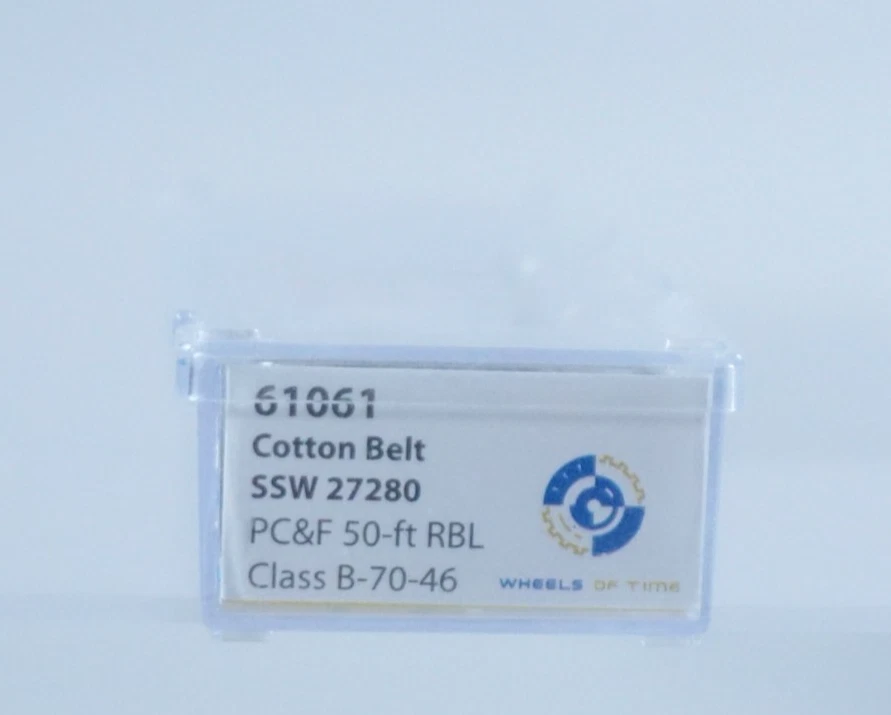 61061
Cotton Belt
SSW 27280
PC&F 50-ft RBL
Class B-70-46
WHEELS OF TIME